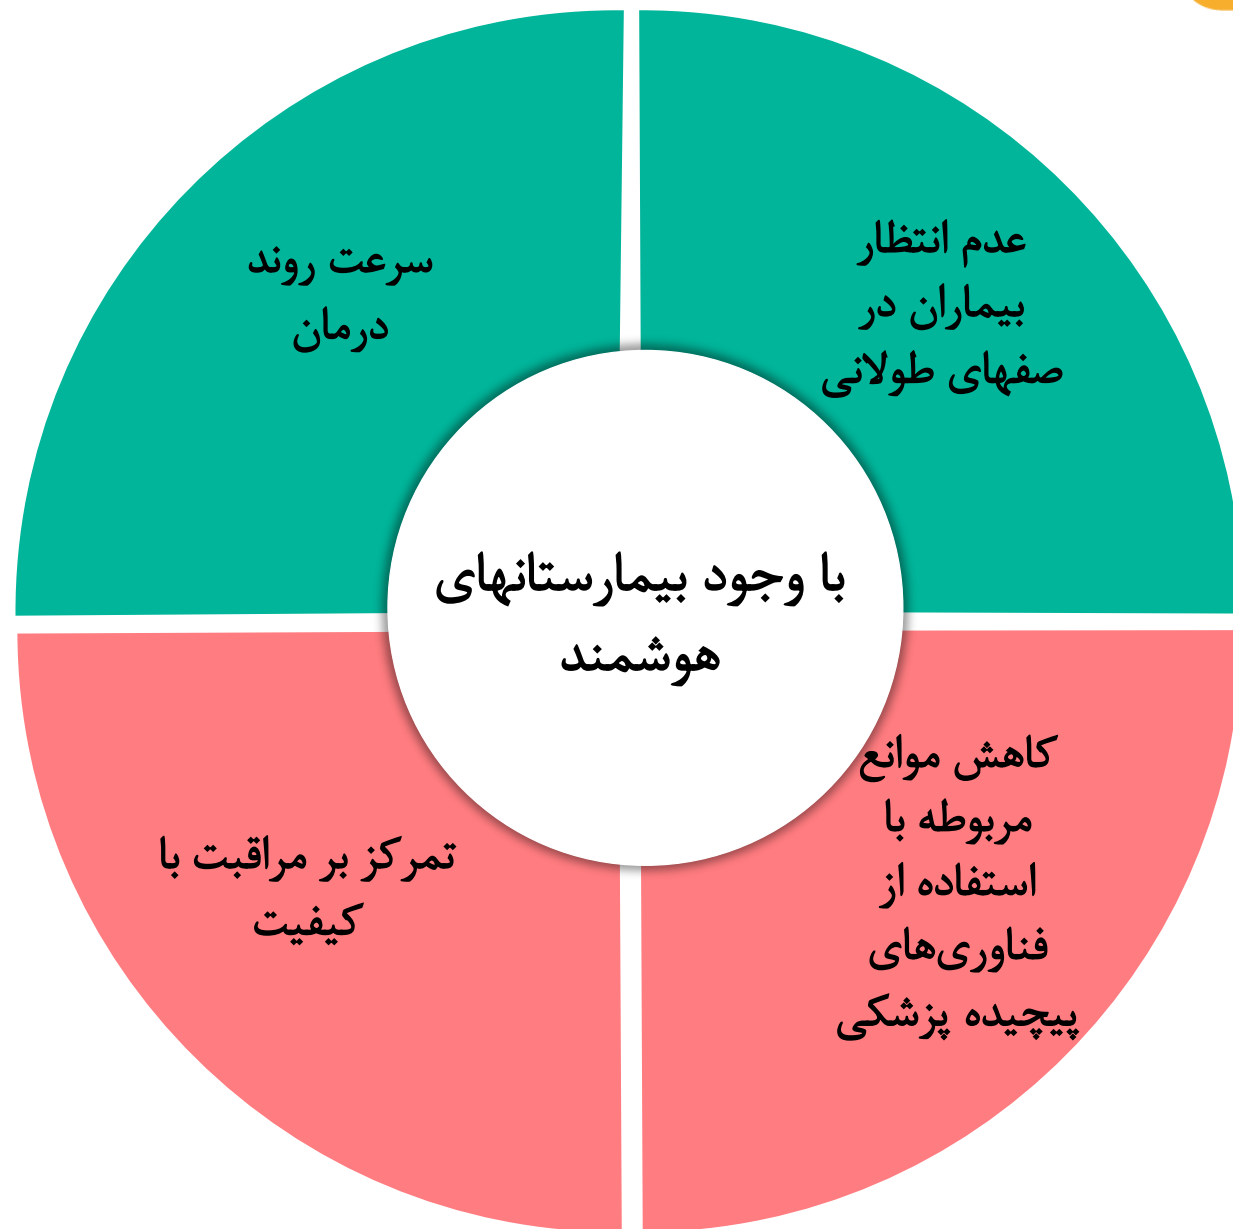 عدم انتظار
بیماران در
صفهای طولانی
سرعت روند
درمان
با وجود بیمارستانهای
هوشمند
کاهش موانع
مربوطه با
استفاده از
فناوری‌های
پیچیده پزشکی
تمرکز بر مراقبت با
کیفیت